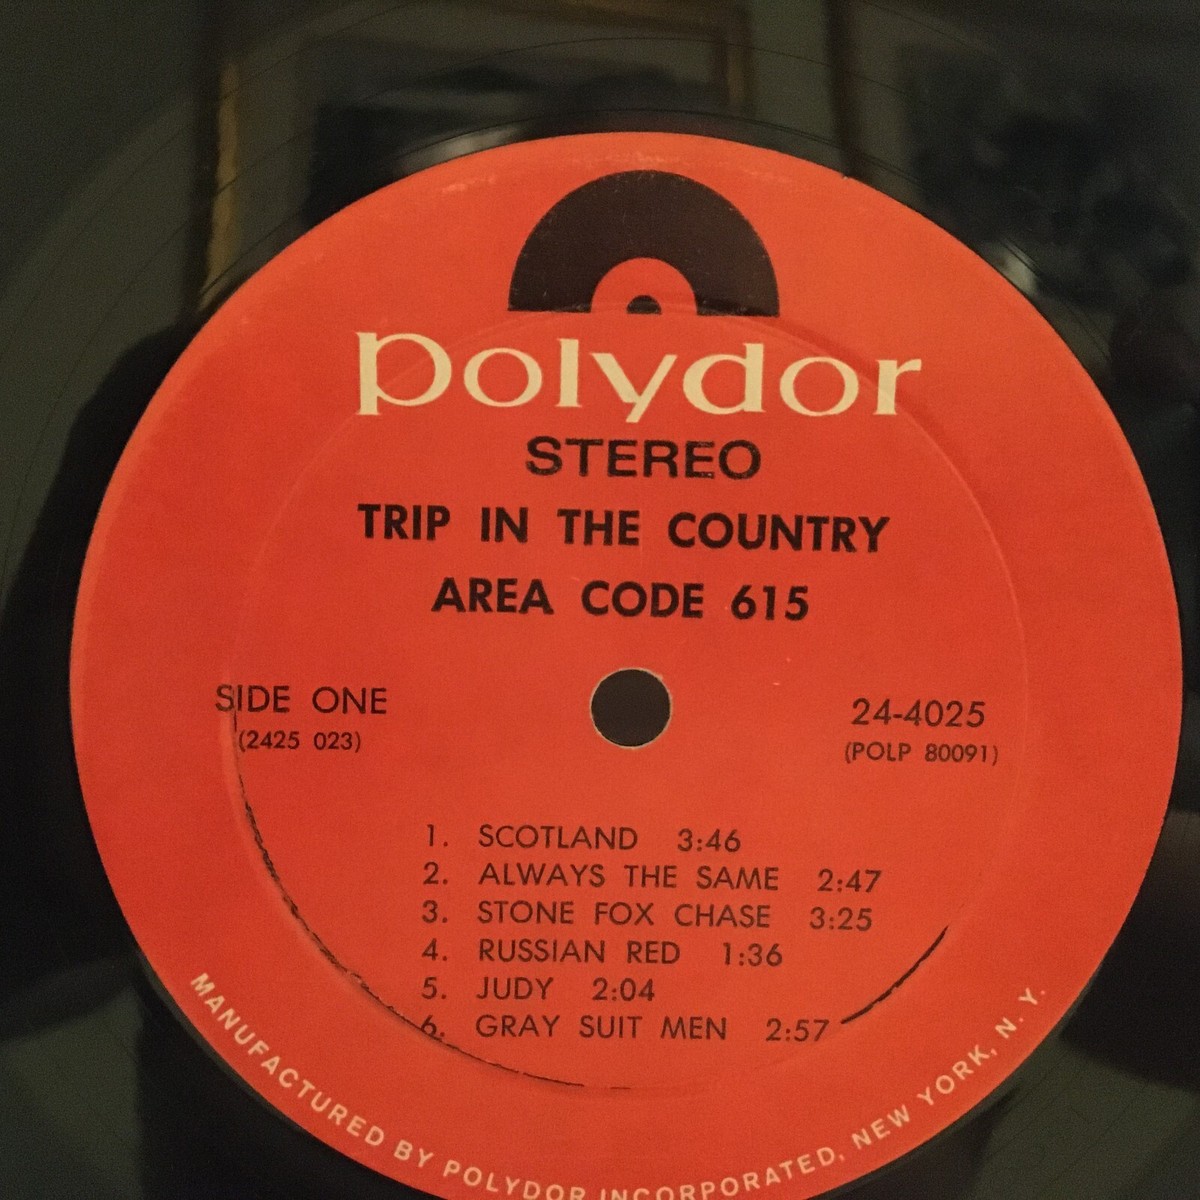 polydor
STEREO
TRIP IN THE COUNTRY
AREA CODE 615
SIDE ONE
(2425 023)
24-4025
(POLP 80091)
1. SCOTLAND 3:46
2. ALWAYS THE SAME 2:47
3. STONE FOX CHASE 3:25
4. RUSSIAN RED 1:36
5. JUDY 2:04
6. GRAY SUIT MEN 2:57
MANUFACTURED BY POLYDOR INCORPORATED, NEW YORK, N. Y.